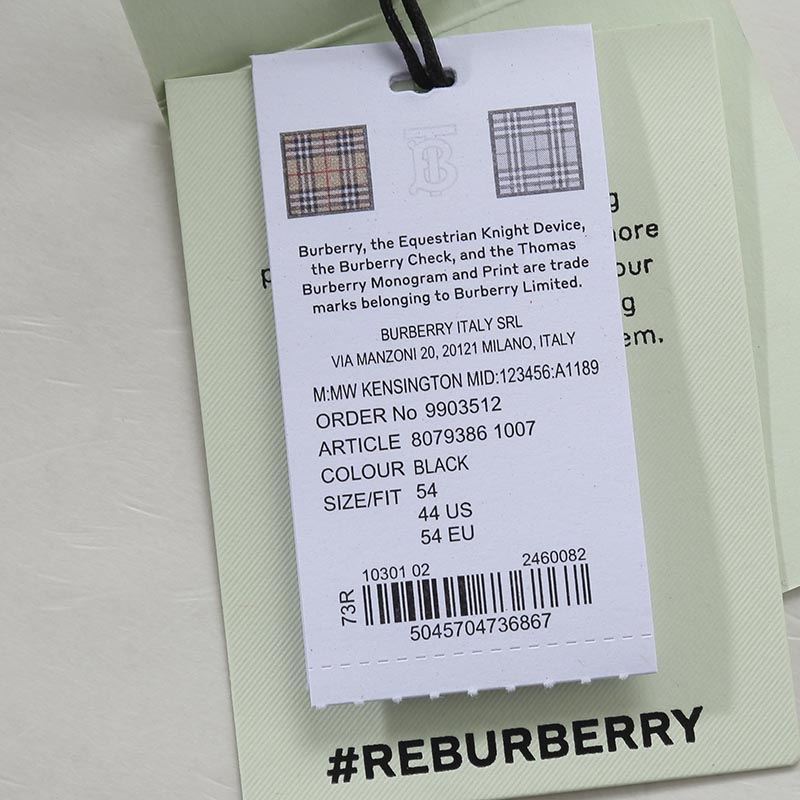 Burberry, the Equestrian Knight Device,
the Burberry Check, and the Thomas
Burberry Monogram and Print are trade
marks belonging to Burberry Limited.
BURBERRY ITALY SRL
VIA MANZONI 20, 20121 MILANO, ITALY
M:MW KENSINGTON MID:123456:A1189
ORDER No 9903512
ARTICLE 8079386 1007
COLOUR BLACK
SIZE/FIT 54
44 US
54 EU
10301 02 2460082
73R
5045704736867
#REBURBERRY